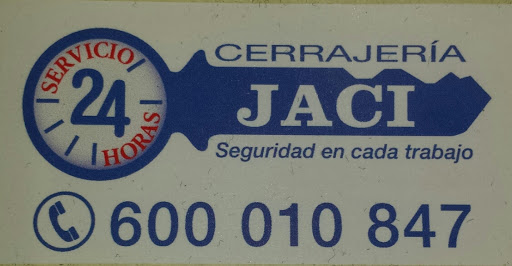 SERVICIO
24
HORAS
CERRAJERÍA
JACI
Seguridad en cada trabajo
600 010 847